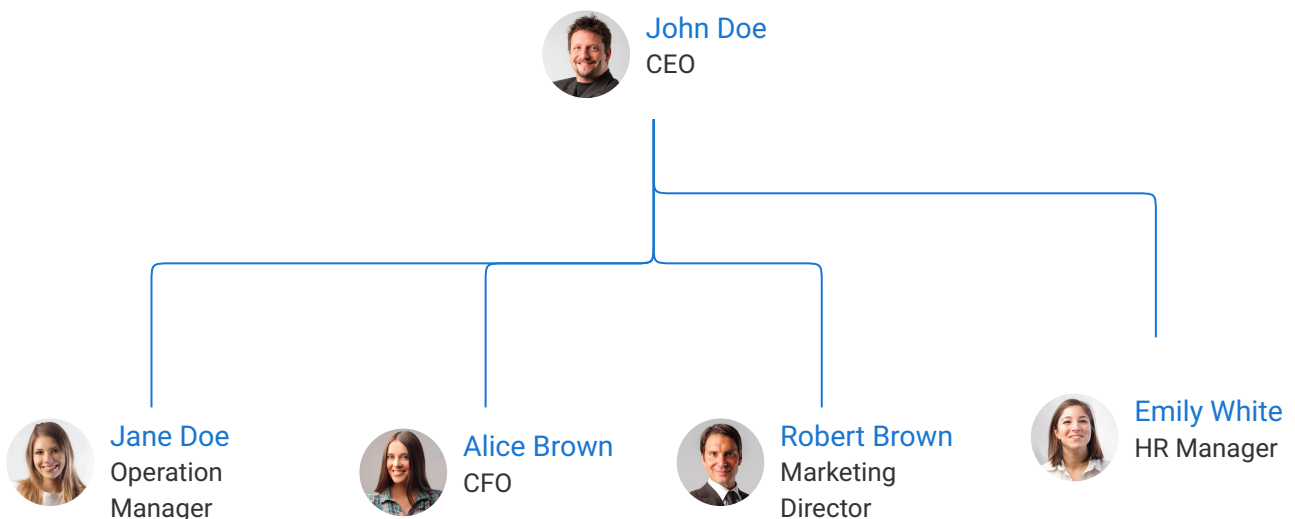 John Doe
CEO
Jane Doe
Operation
Manager
Alice Brown
CFO
Robert Brown
Marketing
Director
Emily White
HR Manager